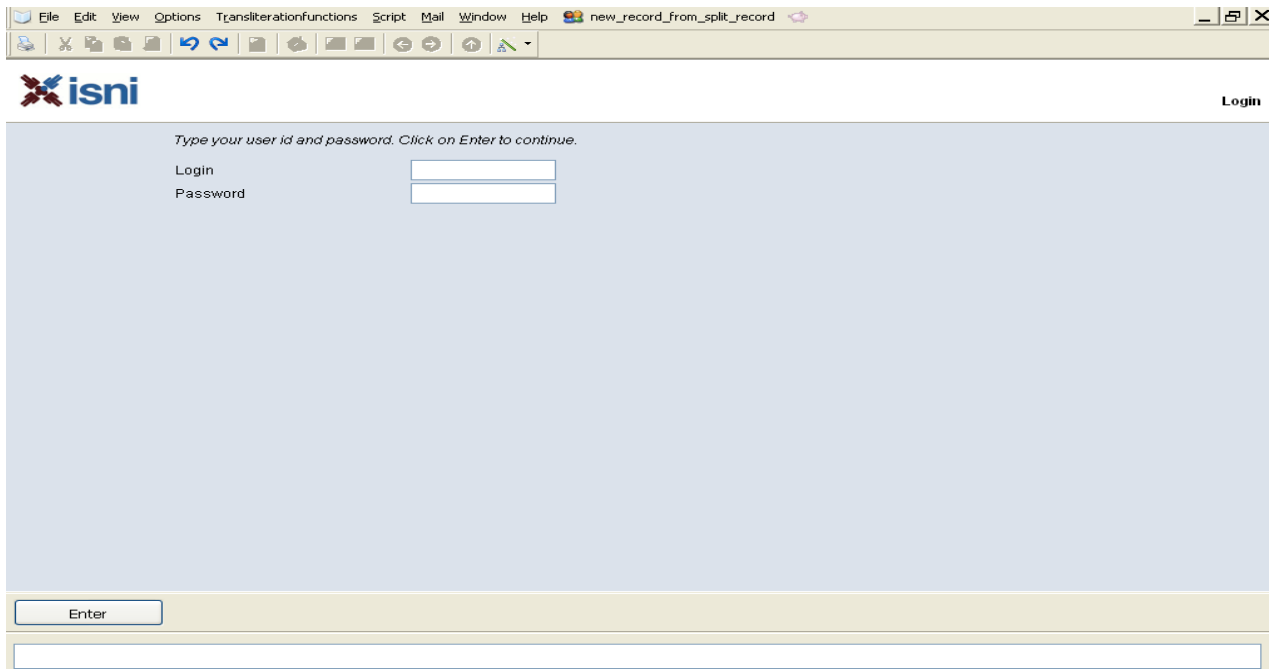 File Edit View Options Transliterationfunctions Script Mail Window Help new_record_from_split_record
isni
Login
Type your user id and password. Click on Enter to continue.
Login
Password
Enter